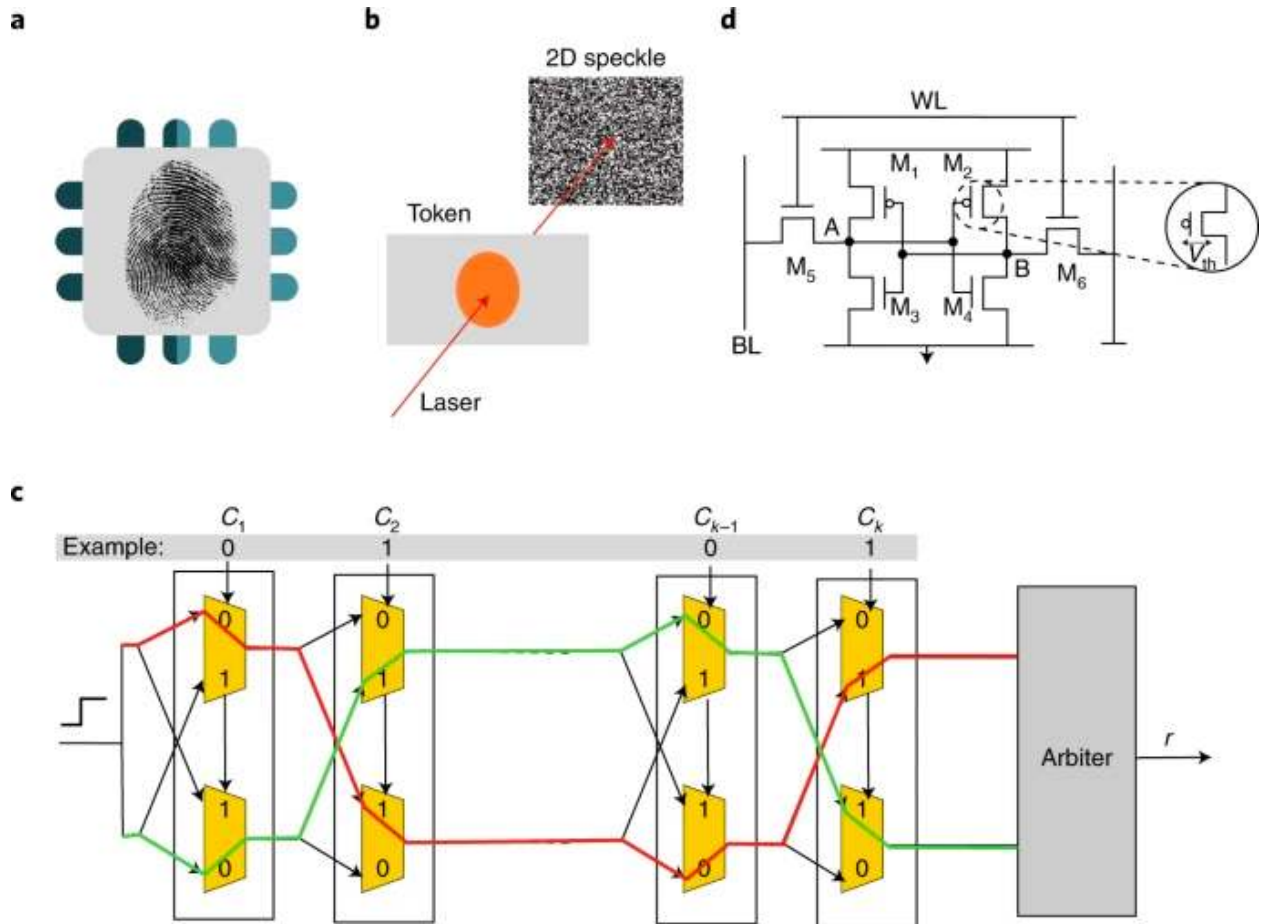 a
b
2D speckle
Token
Laser
d
WL
M1 M2
A
M5
B
M6
M3 M4
BL
Vth
c
C1 C2 Ck−1 Ck
Example: 0 1 0 1
0 0 0 0
1 1 1 1
1 1 1 1
0 0 0 0
Arbiter
r